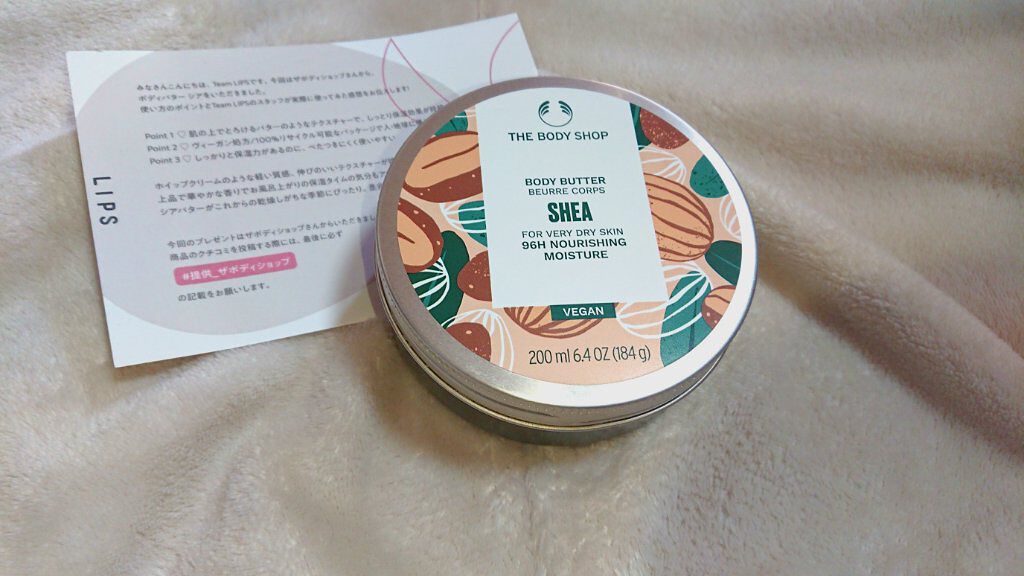 みなさんこんにちは、Team LIPSです。今回はザボディショップさんから、
ボディバター シアをいただきました。
使い方のポイントとTeam LIPSのスタッフが実際に使ってみた感想をお伝えします!
Point 1 ♡ 肌の上でとろけるバターのようなテクスチャーで、しっとり保湿効果が
Point 2 ♡ ヴィーガン処方/100%リサイクル可能なパッケージで人・地球に
Point 3 ♡ しっかりと保湿力があるのに、べたつきにくく使いやすい
ホイップクリームのような軽い質感、伸びのいいテクスチャーが
上品で華やかな香りでお風呂上がりの保湿タイムの気分も
シアバターがこれからの乾燥しがちな季節にぴったり。
今回のプレゼントはザボディショップさんからいただきまし
商品のクチコミを投稿する際には、最後に必ず
#提供_ザボディショップ
の記載をお願いします。
LIPS
THE BODY SHOP
BODY BUTTER
BEURRE CORPS
SHEA
FOR VERY DRY SKIN
96H NOURISHING
MOISTURE
VEGAN
200 ml 6.4 OZ (184 g)